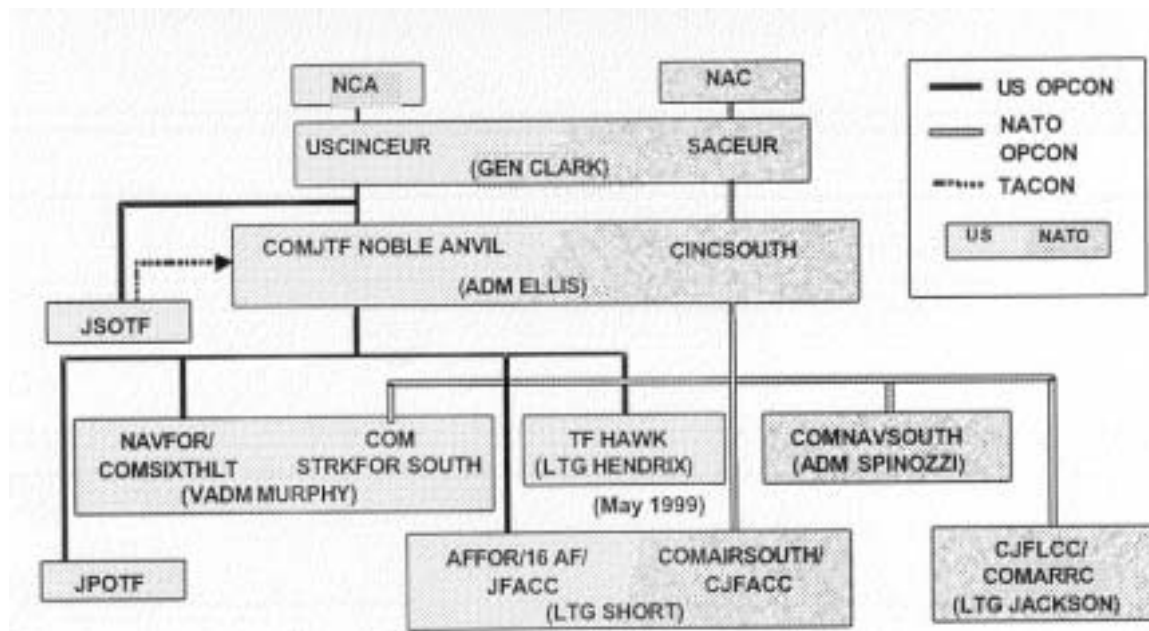 NCA
NAC
USCINCEUR
SACEUR
(GEN CLARK)
US OPCON
NATO
OPCON
TACON
US
NATO
COMJTF NOBLE ANVIL
CINCSOUTH
(ADM ELLIS)
JSOTF
NAVFOR/
COMSIXTHLT
COM
STRKFOR SOUTH
(VADM MURPHY)
TF HAWK
(LTG HENDRIX)
(May 1999)
COMNAVSOUTH
(ADM SPINOZZI)
JPOTF
AFFOR/16 AF/
JFACC
COMAIRSOUTH/
CJFACC
(LTG SHORT)
CJFLCC/
COMARRC
(LTG JACKSON)